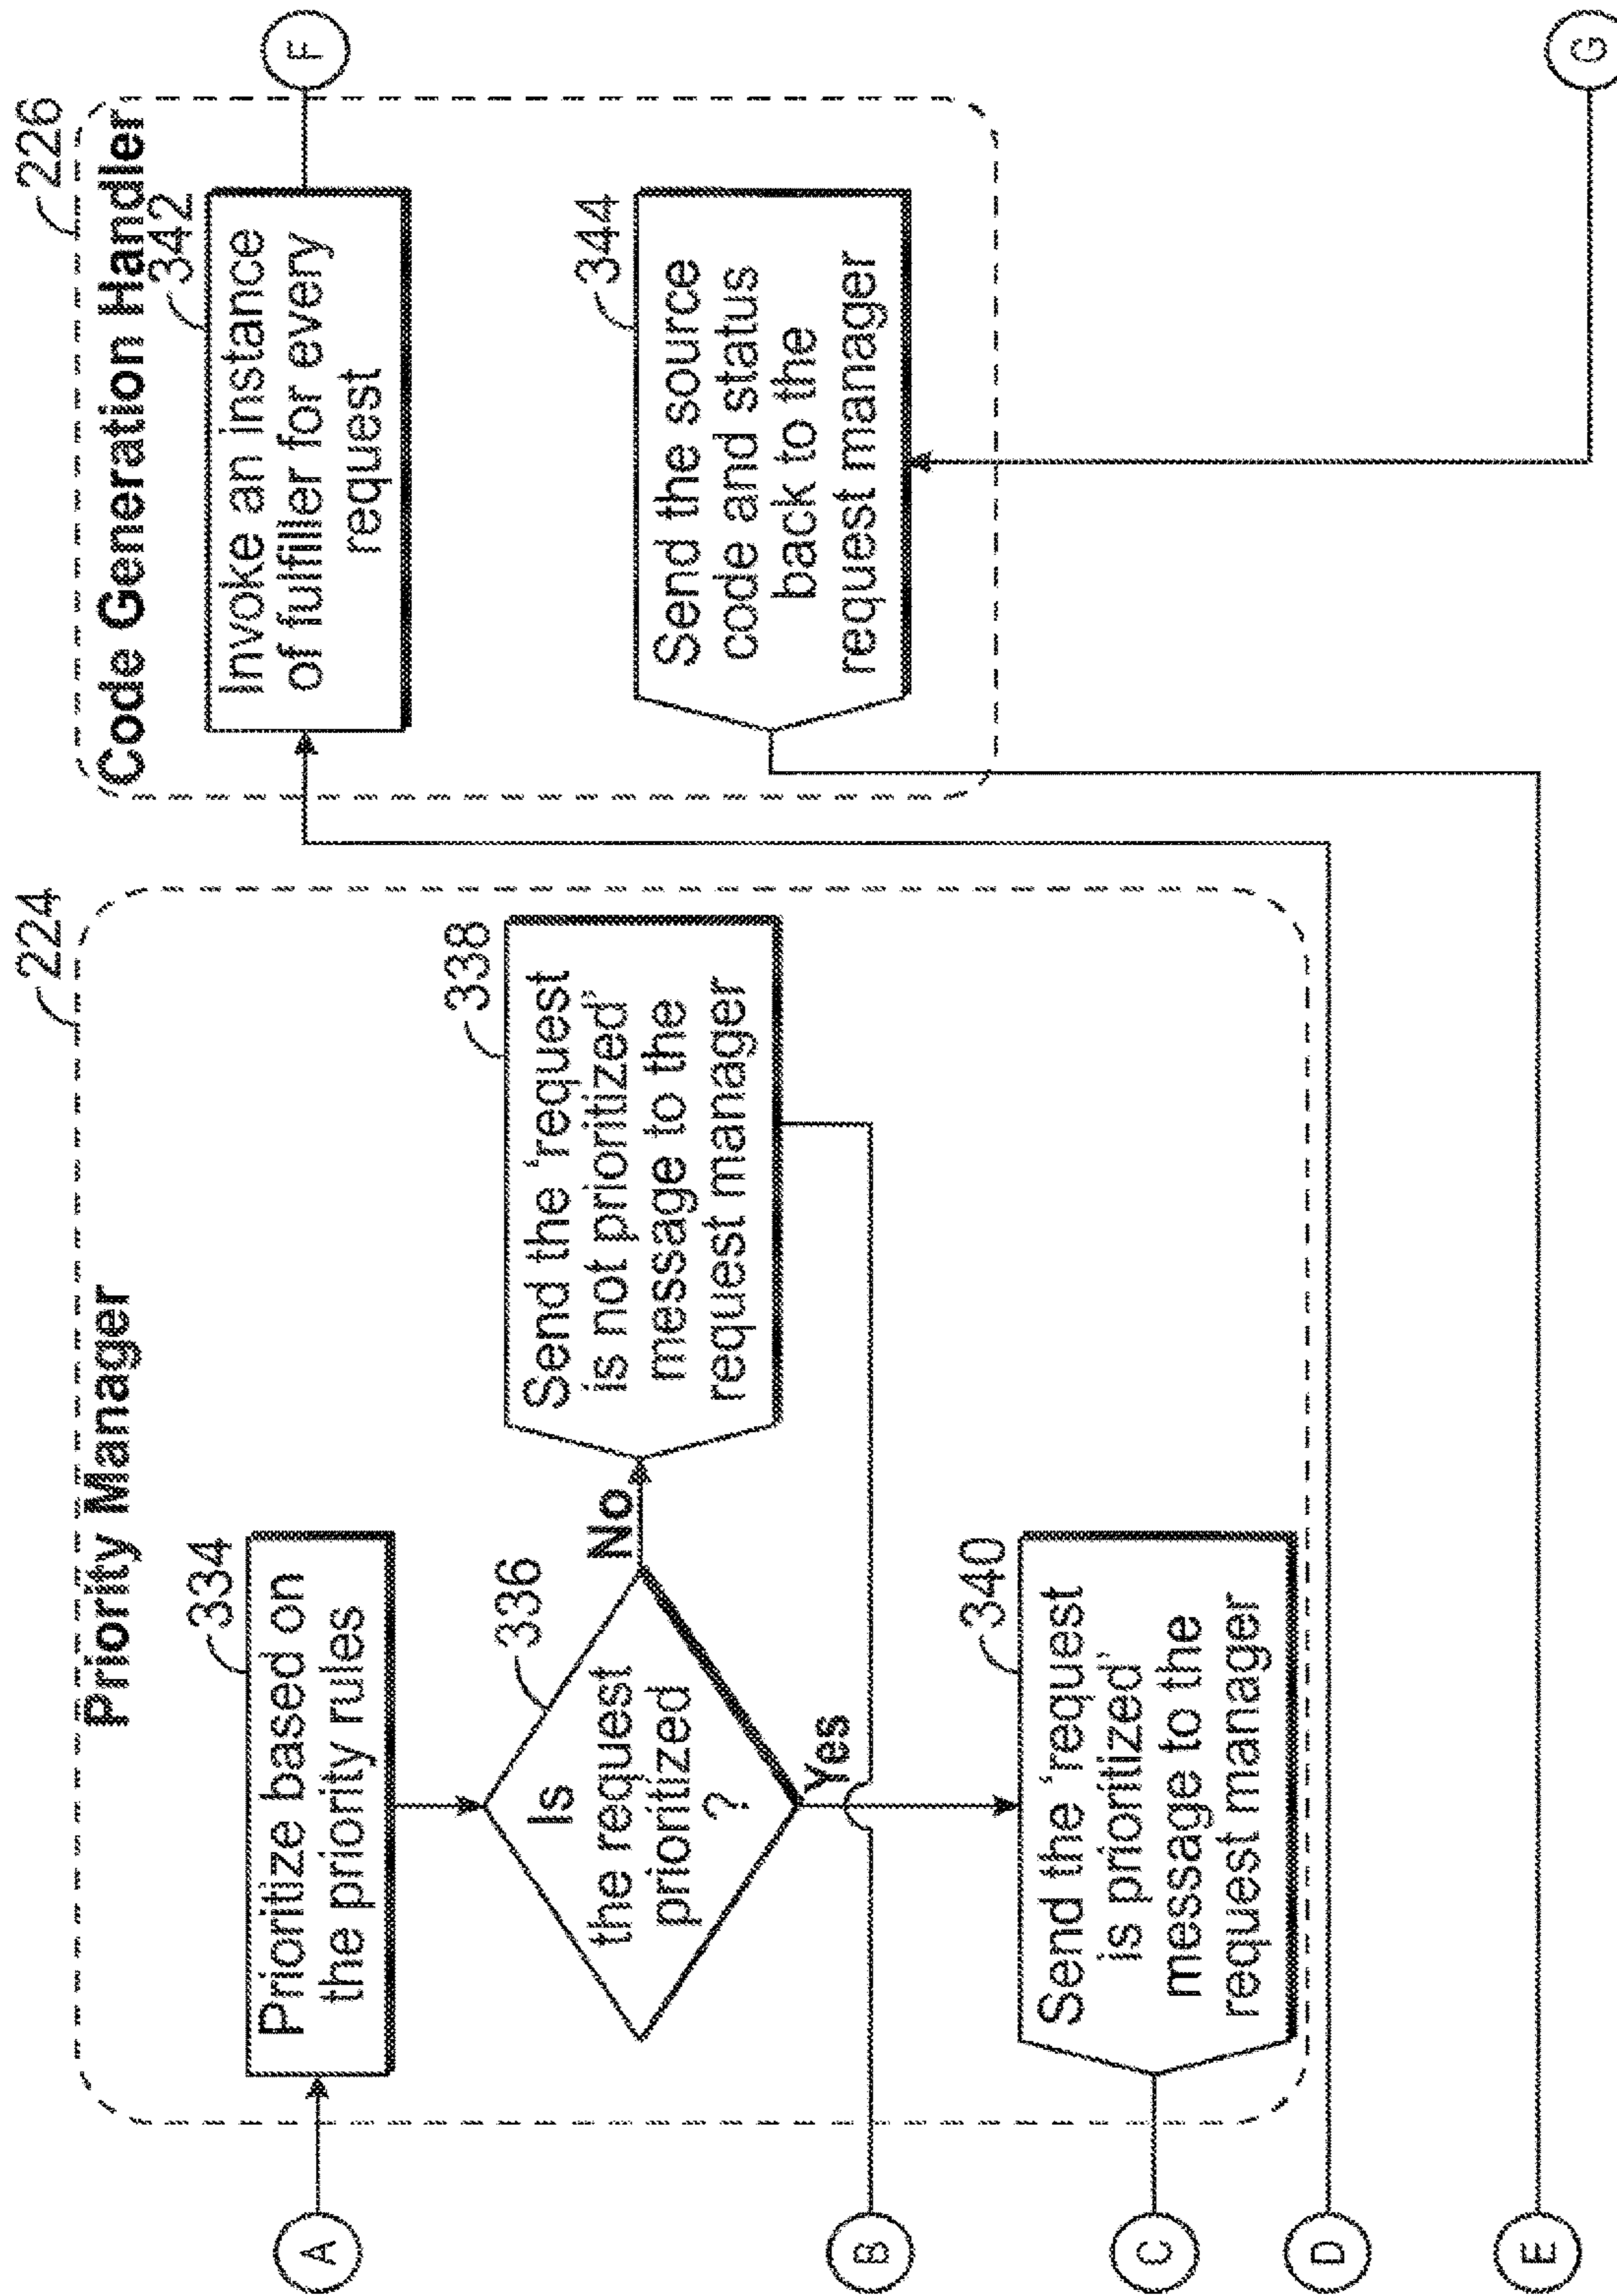 224
Priority Manager
334
Prioritize based on
the priority rules
336
Is
the request
prioritized
?
No
Yes
338
Send the 'request
is not prioritized'
message to the
request manager
340
Send the 'request
is prioritized'
message to the
request manager
226
Code Generation Handler
342
Invoke an instance
of fulfiller for every
request
344
Send the source
code and status
back to the
request manager
A
B
C
D
E
F
G